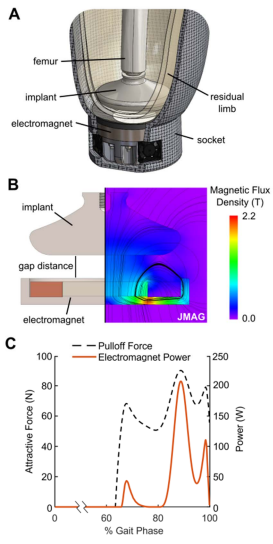 A
femur
implant
electromagnet
residual
limb
socket
B
implant
gap distance
electromagnet
JMAG
Magnetic Flux
Density (T)
2.2
0.0
C
Pulloff Force
Electromagnet Power
Attractive Force (N)
100
80
60
40
20
0
Power (W)
250
200
150
100
50
0
0 60 80 100
% Gait Phase